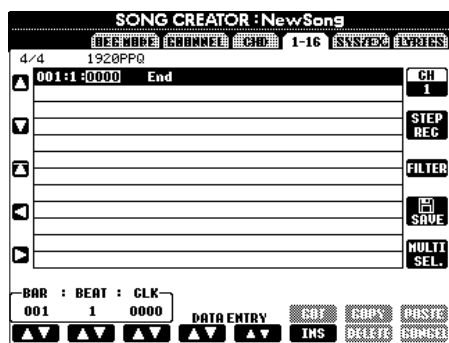 SONG CREATOR : NewSong
REC MODE CHANNEL CHD 1-16 SYS/EX. LYRICS
4/4 1920PPQ
001:1:0000 End
CH
1
STEP
REC
FILTER
SAVE
MULTI
SEL.
BAR : BEAT : CLK
001 1 0000
DATA ENTRY
CUT COPY PASTE
INS DELETE CANCEL